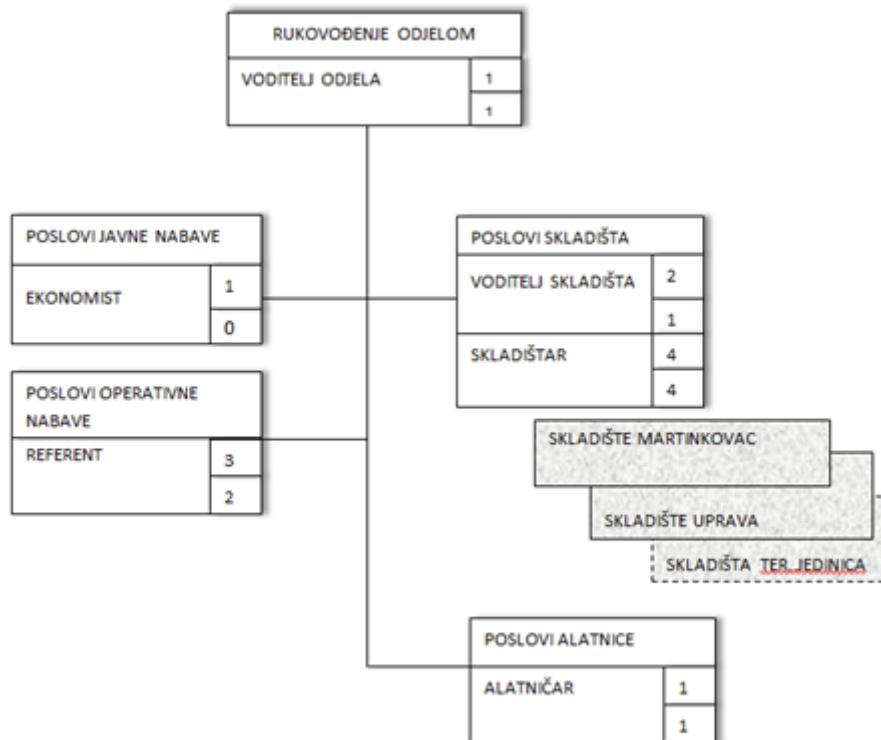 RUKOVOĐENJE ODJELOM
VODITELJ ODJELA
1
1
POSLOVI JAVNE NABAVE
EKONOMIST
1
0
POSLOVI SKLADIŠTA
VODITELJ SKLADIŠTA
2
1
SKLADIŠTAR
4
4
POSLOVI OPERATIVNE
NABAVE
REFERENT
3
2
SKLADIŠTE MARTINKOVAC
SKLADIŠTE UPRAVA
SKLADIŠTA TER. JEDINICA
POSLOVI ALATNICE
ALATNIČAR
1
1